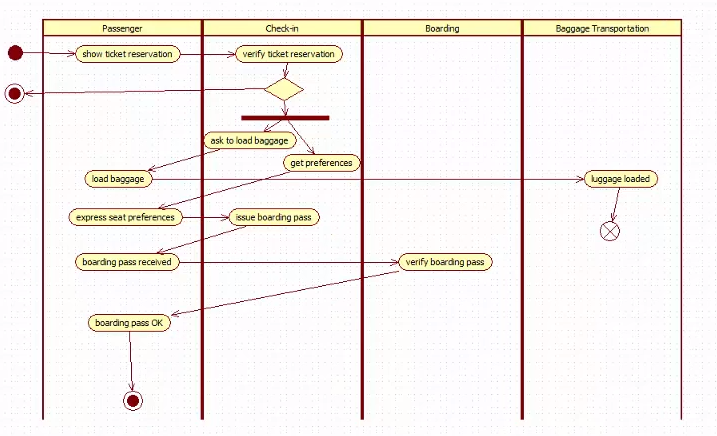 Passenger
Check-in
Boarding
Baggage Transportation
show ticket reservation
verify ticket reservation
ask to load baggage
get preferences
load baggage
luggage loaded
express seat preferences
issue boarding pass
boarding pass received
verify boarding pass
boarding pass OK